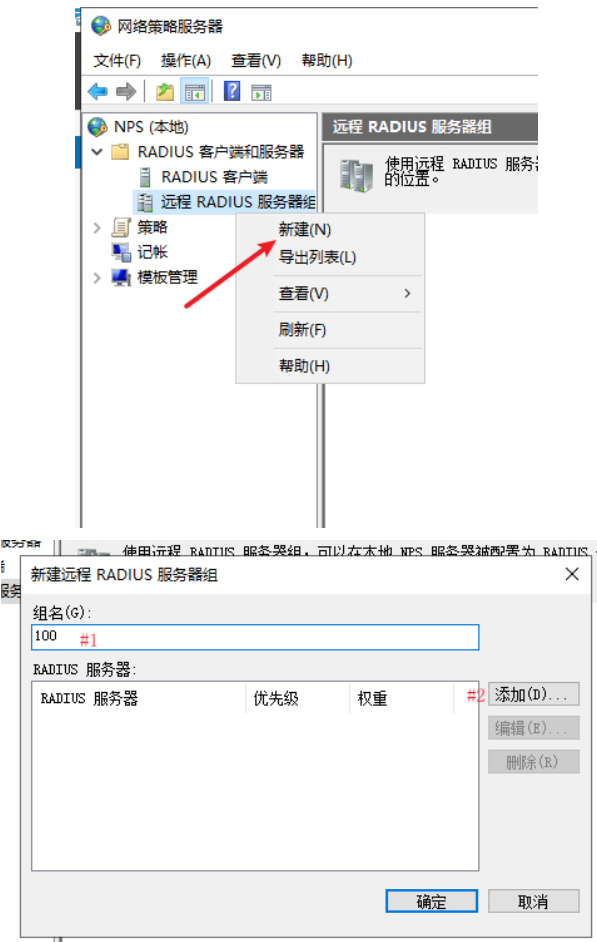 网络策略服务器
文件(F) 操作(A) 查看(V) 帮助(H)
NPS (本地)
RADIUS 客户端和服务器
RADIUS 客户端
远程 RADIUS 服务器组
策略
记帐
模板管理
远程 RADIUS 服务器组
使用远程 RADIUS 服务
的位置。
新建(N)
导出列表(L)
查看(V)
刷新(F)
帮助(H)
使用远程 RADIUS 服务器组，可以在本地 NPS 服务器被配置为 RADIUS
新建远程 RADIUS 服务器组
组名(G):
100 #1
RADIUS 服务器:
RADIUS 服务器 优先级 权重
#2 添加(D)...
编辑(E)...
删除(R)
确定 取消